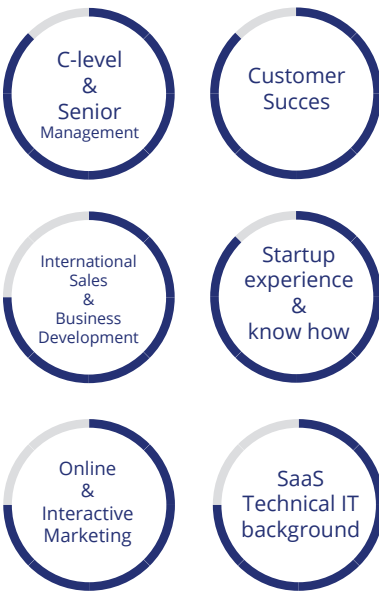 C-level
&
Senior
Management
Customer
Succes
International
Sales
&
Business
Development
Startup
experience
&
know how
Online
&
Interactive
Marketing
SaaS
Technical IT
background